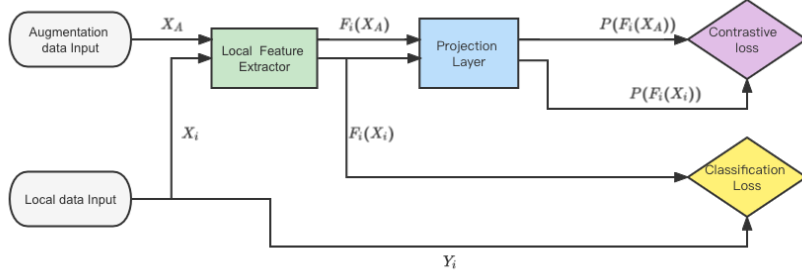 Augmentation
data Input
X_A
Local Feature
Extractor
F_i(X_A)
Projection
Layer
P(F_i(X_A))
Contrastive
loss
P(F_i(X_i))
X_i
F_i(X_i)
Classification
Loss
Local data Input
Y_i